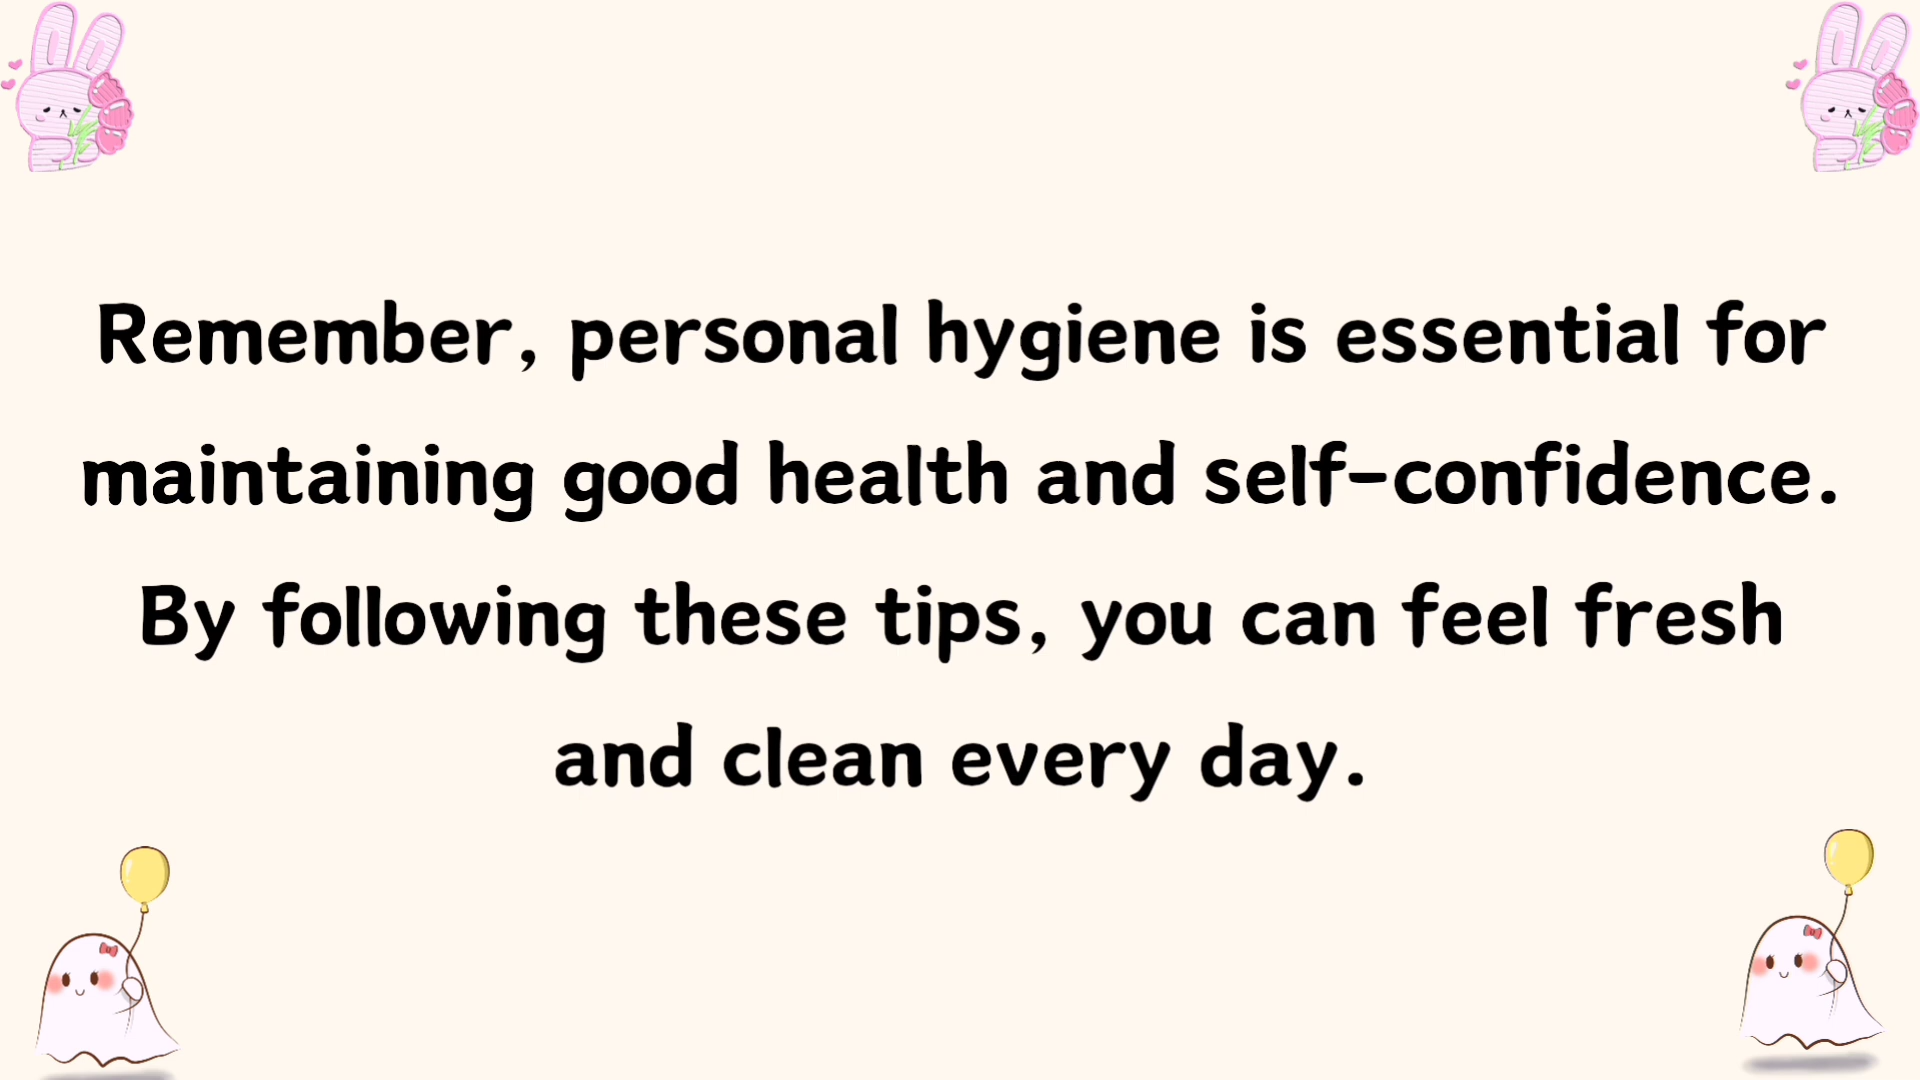 Remember, personal hygiene is essential for
maintaining good health and self-confidence.
By following these tips, you can feel fresh
and clean every day.